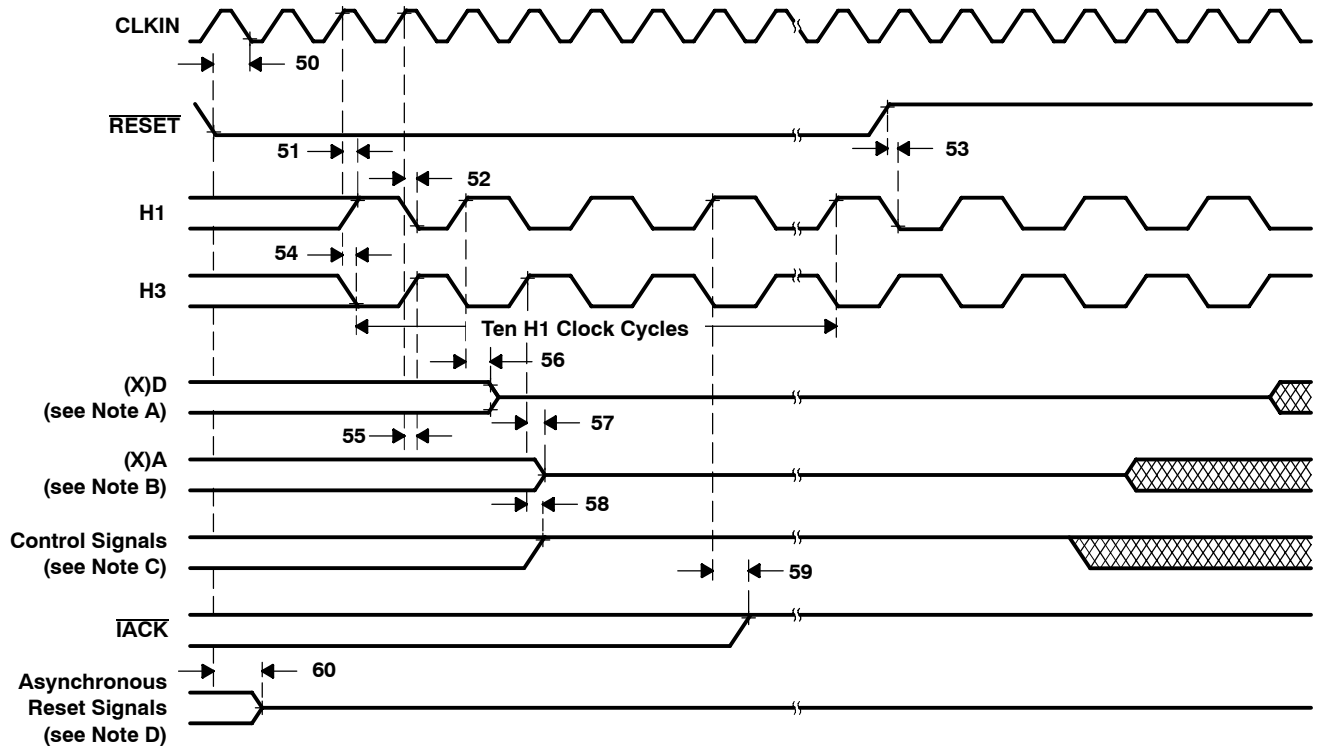 CLKIN
50
RESET
51
53
52
H1
54
H3
Ten H1 Clock Cycles
56
(X)D
(see Note A)
57
55
(X)A
(see Note B)
58
Control Signals
(see Note C)
59
IACK
60
Asynchronous
Reset Signals
(see Note D)